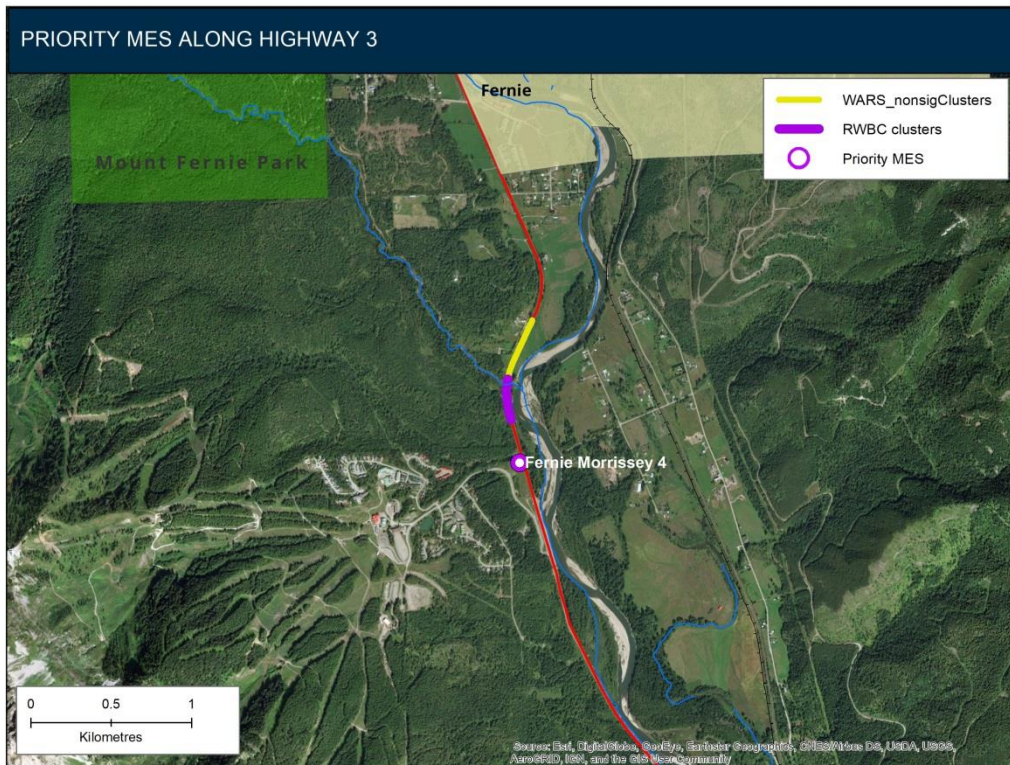 PRIORITY MES ALONG HIGHWAY 3
Fernie
WARS_nonsigClusters
RWBC clusters
Priority MES
Mount Fernie Park
Fernie Morrissey 4
0 0.5 1
Kilometres
Source: Esri, DigitalGlobe, GeoEye, Earthstar Geographics, CNES/Airbus DS, USDA, USGS,
AeroGRID, IGN, and the GIS User Community